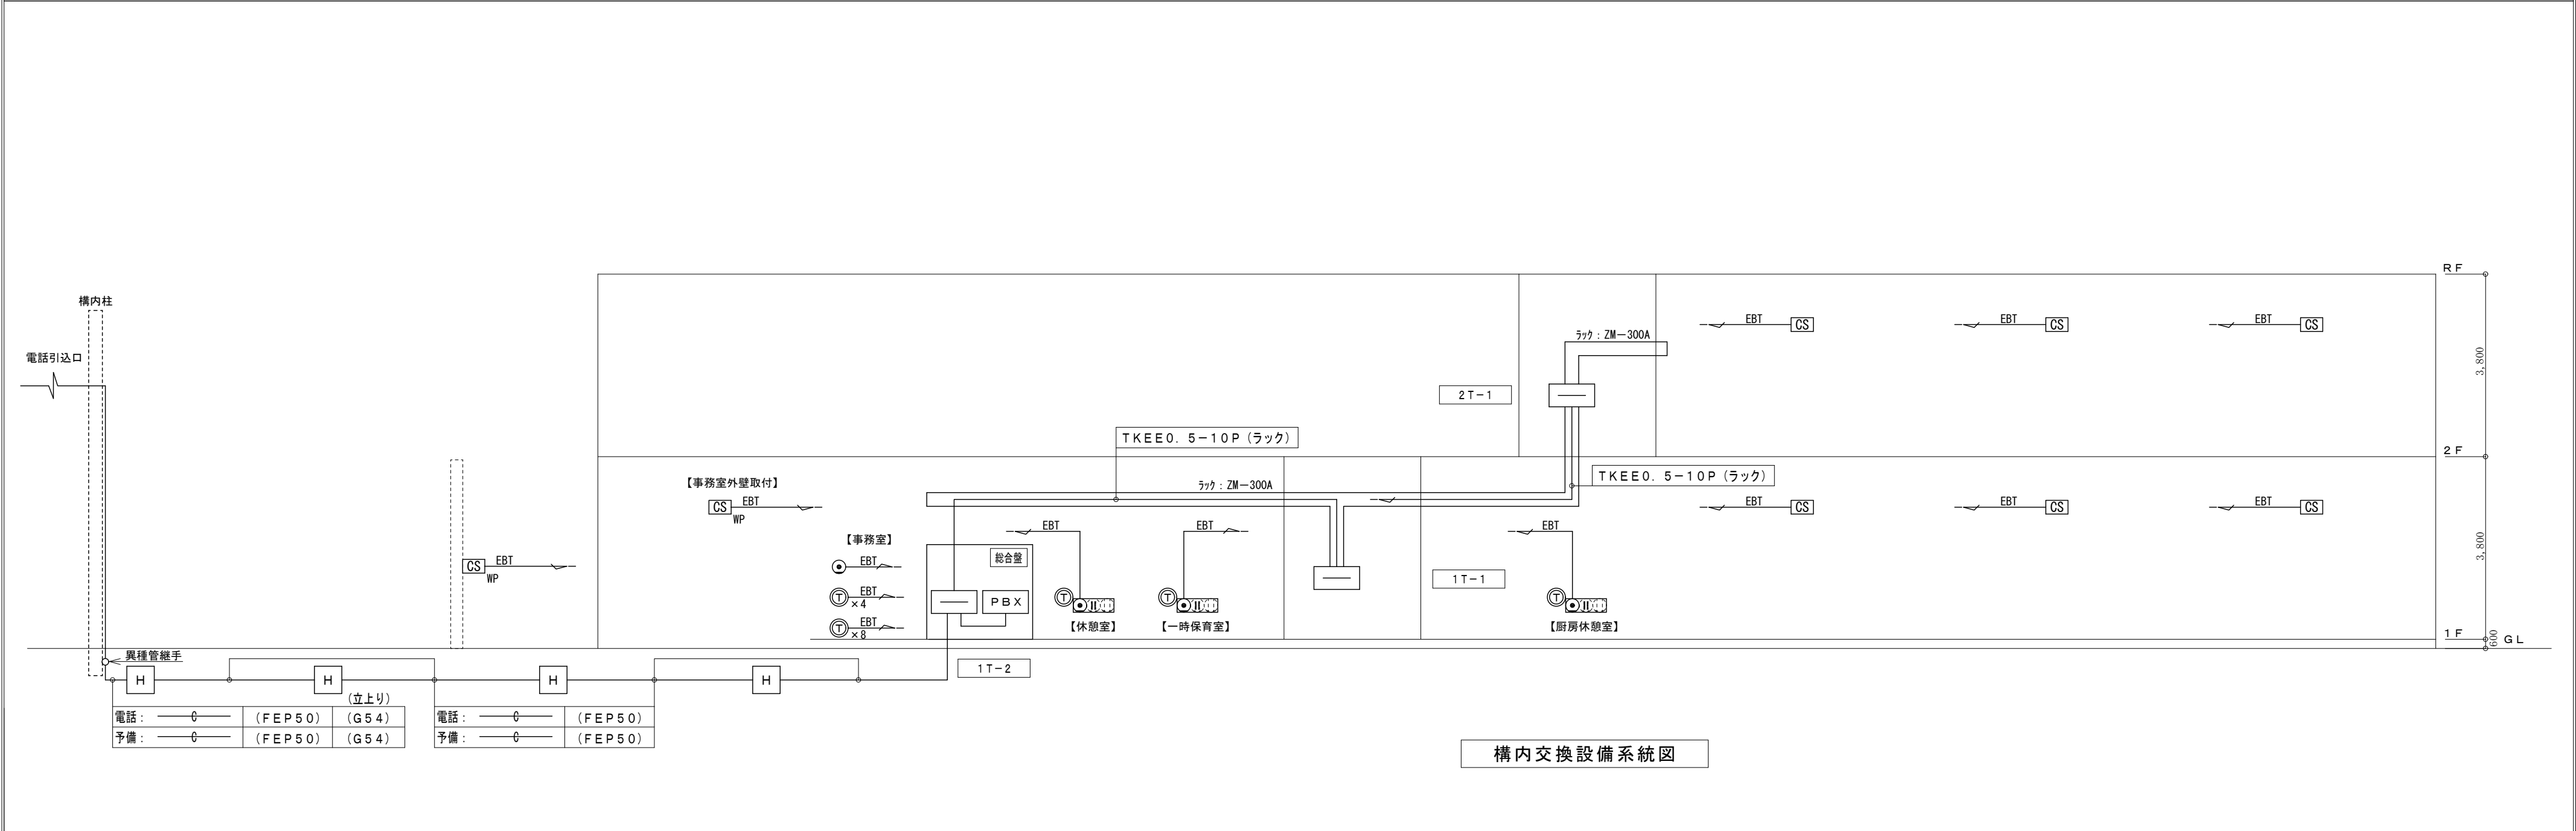 RF
構内柱
EBT CS
EBT CS
EBT CS
ラック：ZM－300A
電話引込口
3,800
2T－1
TKEE0．5－10P（ラック）
2F
TKEE0．5－10P（ラック）
【事務室外壁取付】
ラック：ZM－300A
CS EBT
WP
EBT CS
EBT CS
EBT CS
EBT
EBT
EBT
3,800
【事務室】
総合盤
CS EBT
WP
EBT
1T－1
T EBT
×4
PBX
T
T
T
T EBT
×8
【休憩室】
【一時保育室】
【厨房休憩室】
1F
600
GL
異種管継手
1T－2
H
H
H
H
（立上り）
電話： C （FEP50） （G54）
予備： C （FEP50） （G54）
電話： C （FEP50）
予備： C （FEP50）
構内交換設備系統図